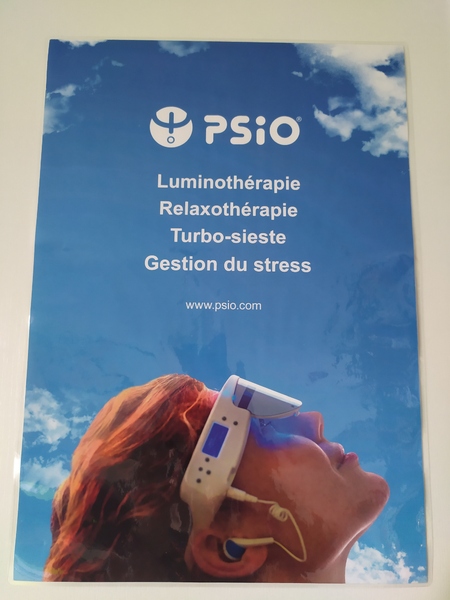 PSiO®
Luminothérapie
Relaxothérapie
Turbo-sieste
Gestion du stress
www.psio.com